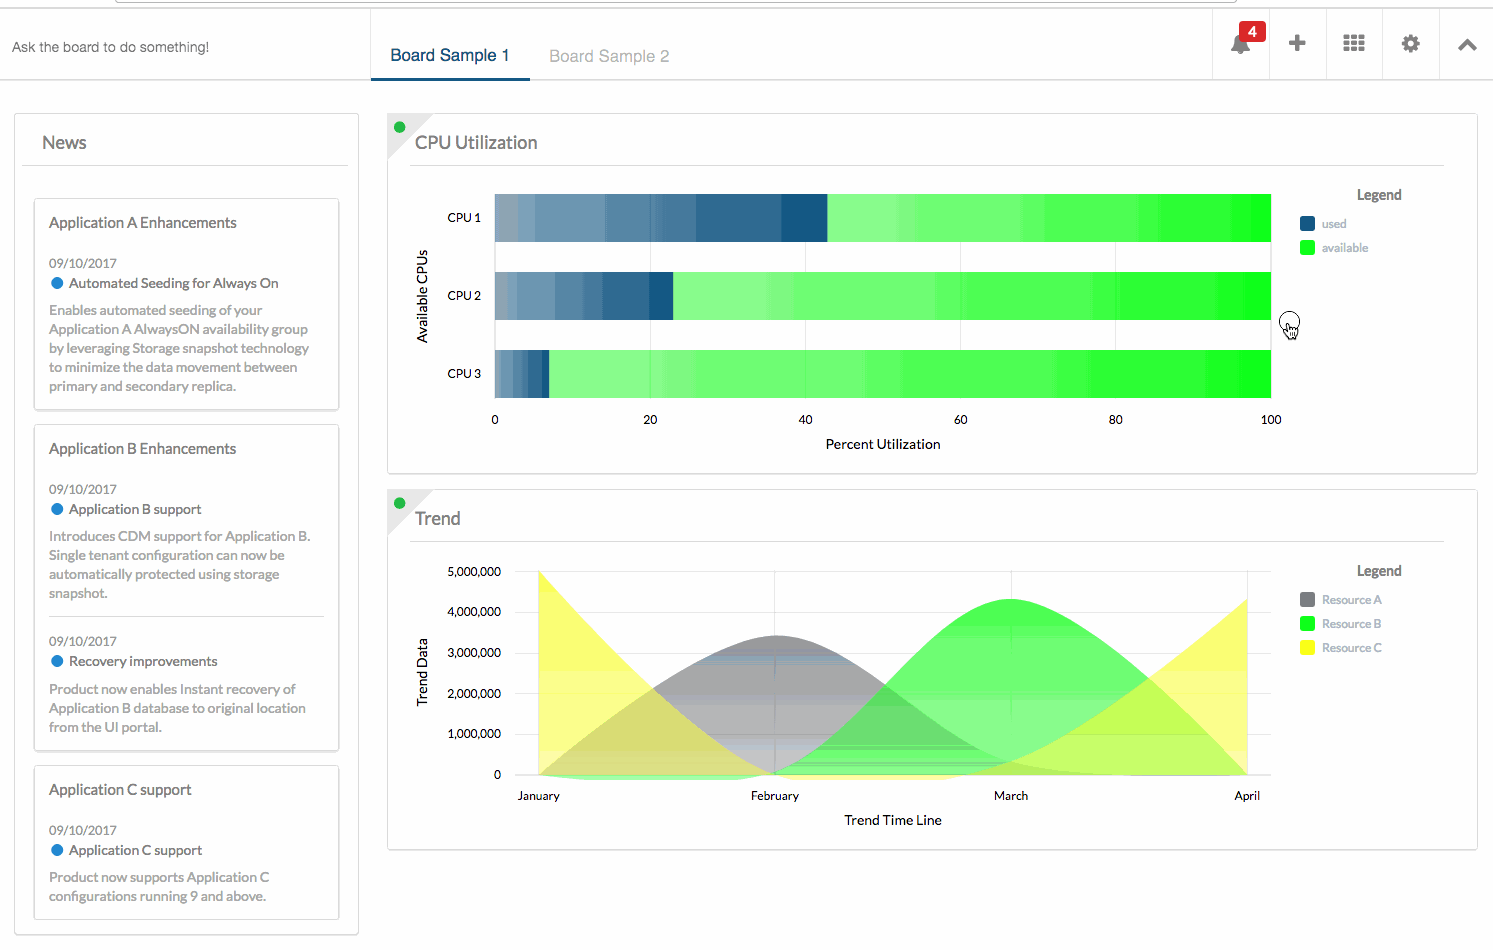 Ask the board to do something!
Board Sample 1
Board Sample 2
4
News
Application A Enhancements
09/10/2017
Automated Seeding for Always On
Enables automated seeding of your
Application A AlwaysON availability group
by leveraging Storage snapshot technology
to minimize the data movement between
primary and secondary replica.
Application B Enhancements
09/10/2017
Application B support
Introduces CDM support for Application B.
Single tenant configuration can now be
automatically protected using storage
snapshot.
09/10/2017
Recovery improvements
Product now enables Instant recovery of
Application B database to original location
from the UI portal.
Application C support
09/10/2017
Application C support
Product now supports Application C
configurations running 9 and above.
CPU Utilization
Available CPUs
CPU 1
CPU 2
CPU 3
0 20 40 60 80 100
Percent Utilization
Legend
used
available
Trend
Trend Data
5,000,000
4,000,000
3,000,000
2,000,000
1,000,000
0
January February March April
Trend Time Line
Legend
Resource A
Resource B
Resource C